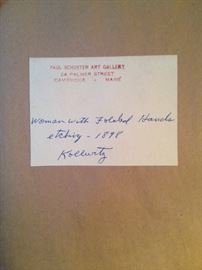 PAUL SCHUSTER ART GALLERY
24 PALMER STREET
CAMBRIDGE - MASS
Woman with Folded Hands
etching - 1898
Kollwitz